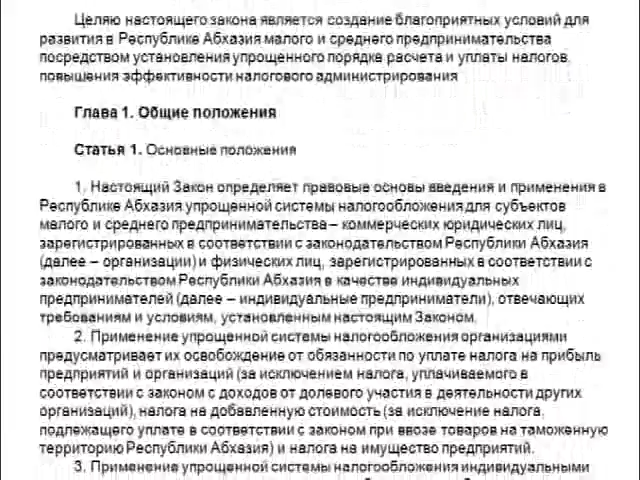 Целяю настоящего закона является создание благоприятных условий для
развития в Республике Абхазия малого и среднего предпринимательства
посредством установления упрощенного порядка расчета и уплаты налогов,
повышения эффективности налогового администрирования
Глава 1. Общие положения
Статья 1. Основные положения
1. Настоящий Закон определяет правовые основы введения и применения в
Республике Абхазия упрощенной системы налогообложения для субъектов
малого и среднего предпринимательства – коммерческих юридических лиц,
зарегистрированных в соответствии с законодательством Республики Абхазия
(далее – организации) и физических лиц, зарегистрированных в соответствии с
законодательством Республики Абхазия в качестве индивидуальных
предпринимателей (далее – индивидуальные предприниматели), отвечающих
требованиям и условиям, установленным настоящим Законом.
2. Применение упрощенной системы налогообложения организациями
предусматривает их освобождение от обязанности по уплате налога на прибыль
предприятий и организаций (за исключением налога, уплачиваемого в
соответствии с законом с доходов от долевого участия в деятельности других
организаций), налога на добавленную стоимость (за исключение налога,
подлежащего уплате в соответствии с законом при ввозе товаров на таможенную
территорию Республики Абхазия) и налога на имущество предприятий.
3. Применение упрощенной системы налогообложения индивидуальными